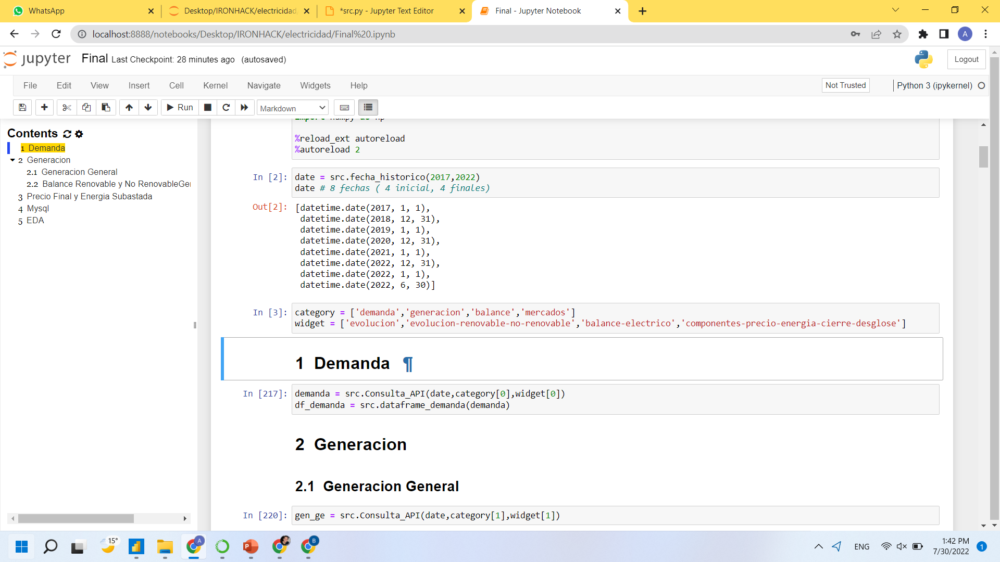 WhatsApp
Desktop/IRONHACK/electricidad
*src.py - Jupyter Text Editor
Final - Jupyter Notebook
localhost:8888/notebooks/Desktop/IRONHACK/electricidad/Final%20.ipynb
A
jupyter Final Last Checkpoint: 28 minutes ago (autosaved)
Logout
File Edit View Insert Cell Kernel Navigate Widgets Help
Not Trusted
Python 3 (ipykernel)
Run
Markdown
Contents
1 Demanda
2 Generacion
2.1 Generacion General
2.2 Balance Renovable y No RenovableGe
3 Precio Final y Energia Subastada
4 Mysql
5 EDA
import numpy as np
%reload_ext autoreload
%autoreload 2
In [2]: date = src.fecha_historico(2017,2022)
date # 8 fechas ( 4 inicial, 4 finales)
Out[2]: [datetime.date(2017, 1, 1),
datetime.date(2018, 12, 31),
datetime.date(2019, 1, 1),
datetime.date(2020, 12, 31),
datetime.date(2021, 1, 1),
datetime.date(2022, 12, 31),
datetime.date(2022, 1, 1),
datetime.date(2022, 6, 30)]
In [3]: category = ['demanda','generacion','balance','mercados']
widget = ['evolucion','evolucion-renovable-no-renovable','balance-electrico','componentes-precio-energia-cierre-desglose']
1 Demanda ¶
In [217]: demanda = src.Consulta_API(date,category[0],widget[0])
df_demanda = src.dataframe_demanda(demanda)
2 Generacion
2.1 Generacion General
In [220]: gen_ge = src.Consulta_API(date,category[1],widget[1])
15°
A
P
B
ENG
1:42 PM
7/30/2022
1